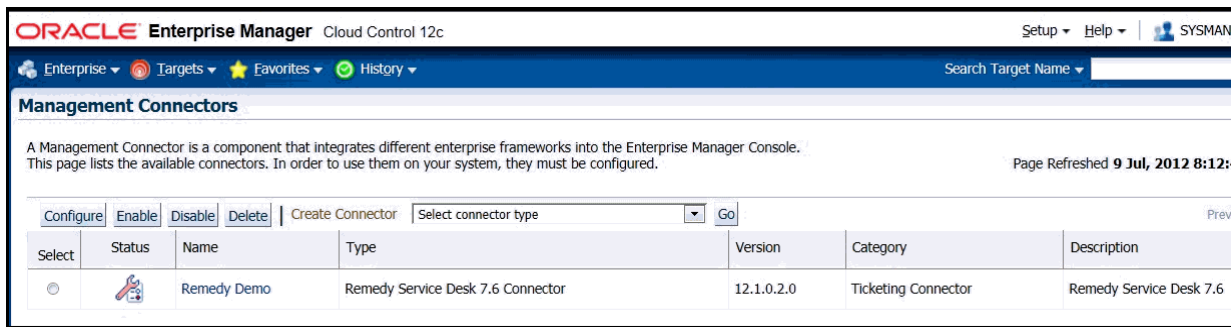 ORACLE Enterprise Manager Cloud Control 12c
Setup Help SYSMAN
Enterprise Targets Favorites History Search Target Name
Management Connectors
A Management Connector is a component that integrates different enterprise frameworks into the Enterprise Manager Console.
This page lists the available connectors. In order to use them on your system, they must be configured.
Page Refreshed 9 Jul, 2012 8:12:
Configure Enable Disable Delete | Create Connector Select connector type Go Prev
Select Status Name Type Version Category Description
Remedy Demo Remedy Service Desk 7.6 Connector 12.1.0.2.0 Ticketing Connector Remedy Service Desk 7.6